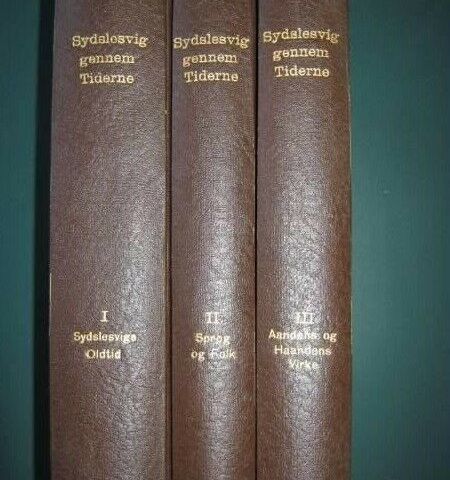 Sydslesvig
gennem
Tiderne
I
Sydslesvigs
Oldtid
Sydslesvig
gennem
Tiderne
II
Sprog
og Folk
Sydslesvig
gennem
Tiderne
III
Aandens og
Haandens
Virke